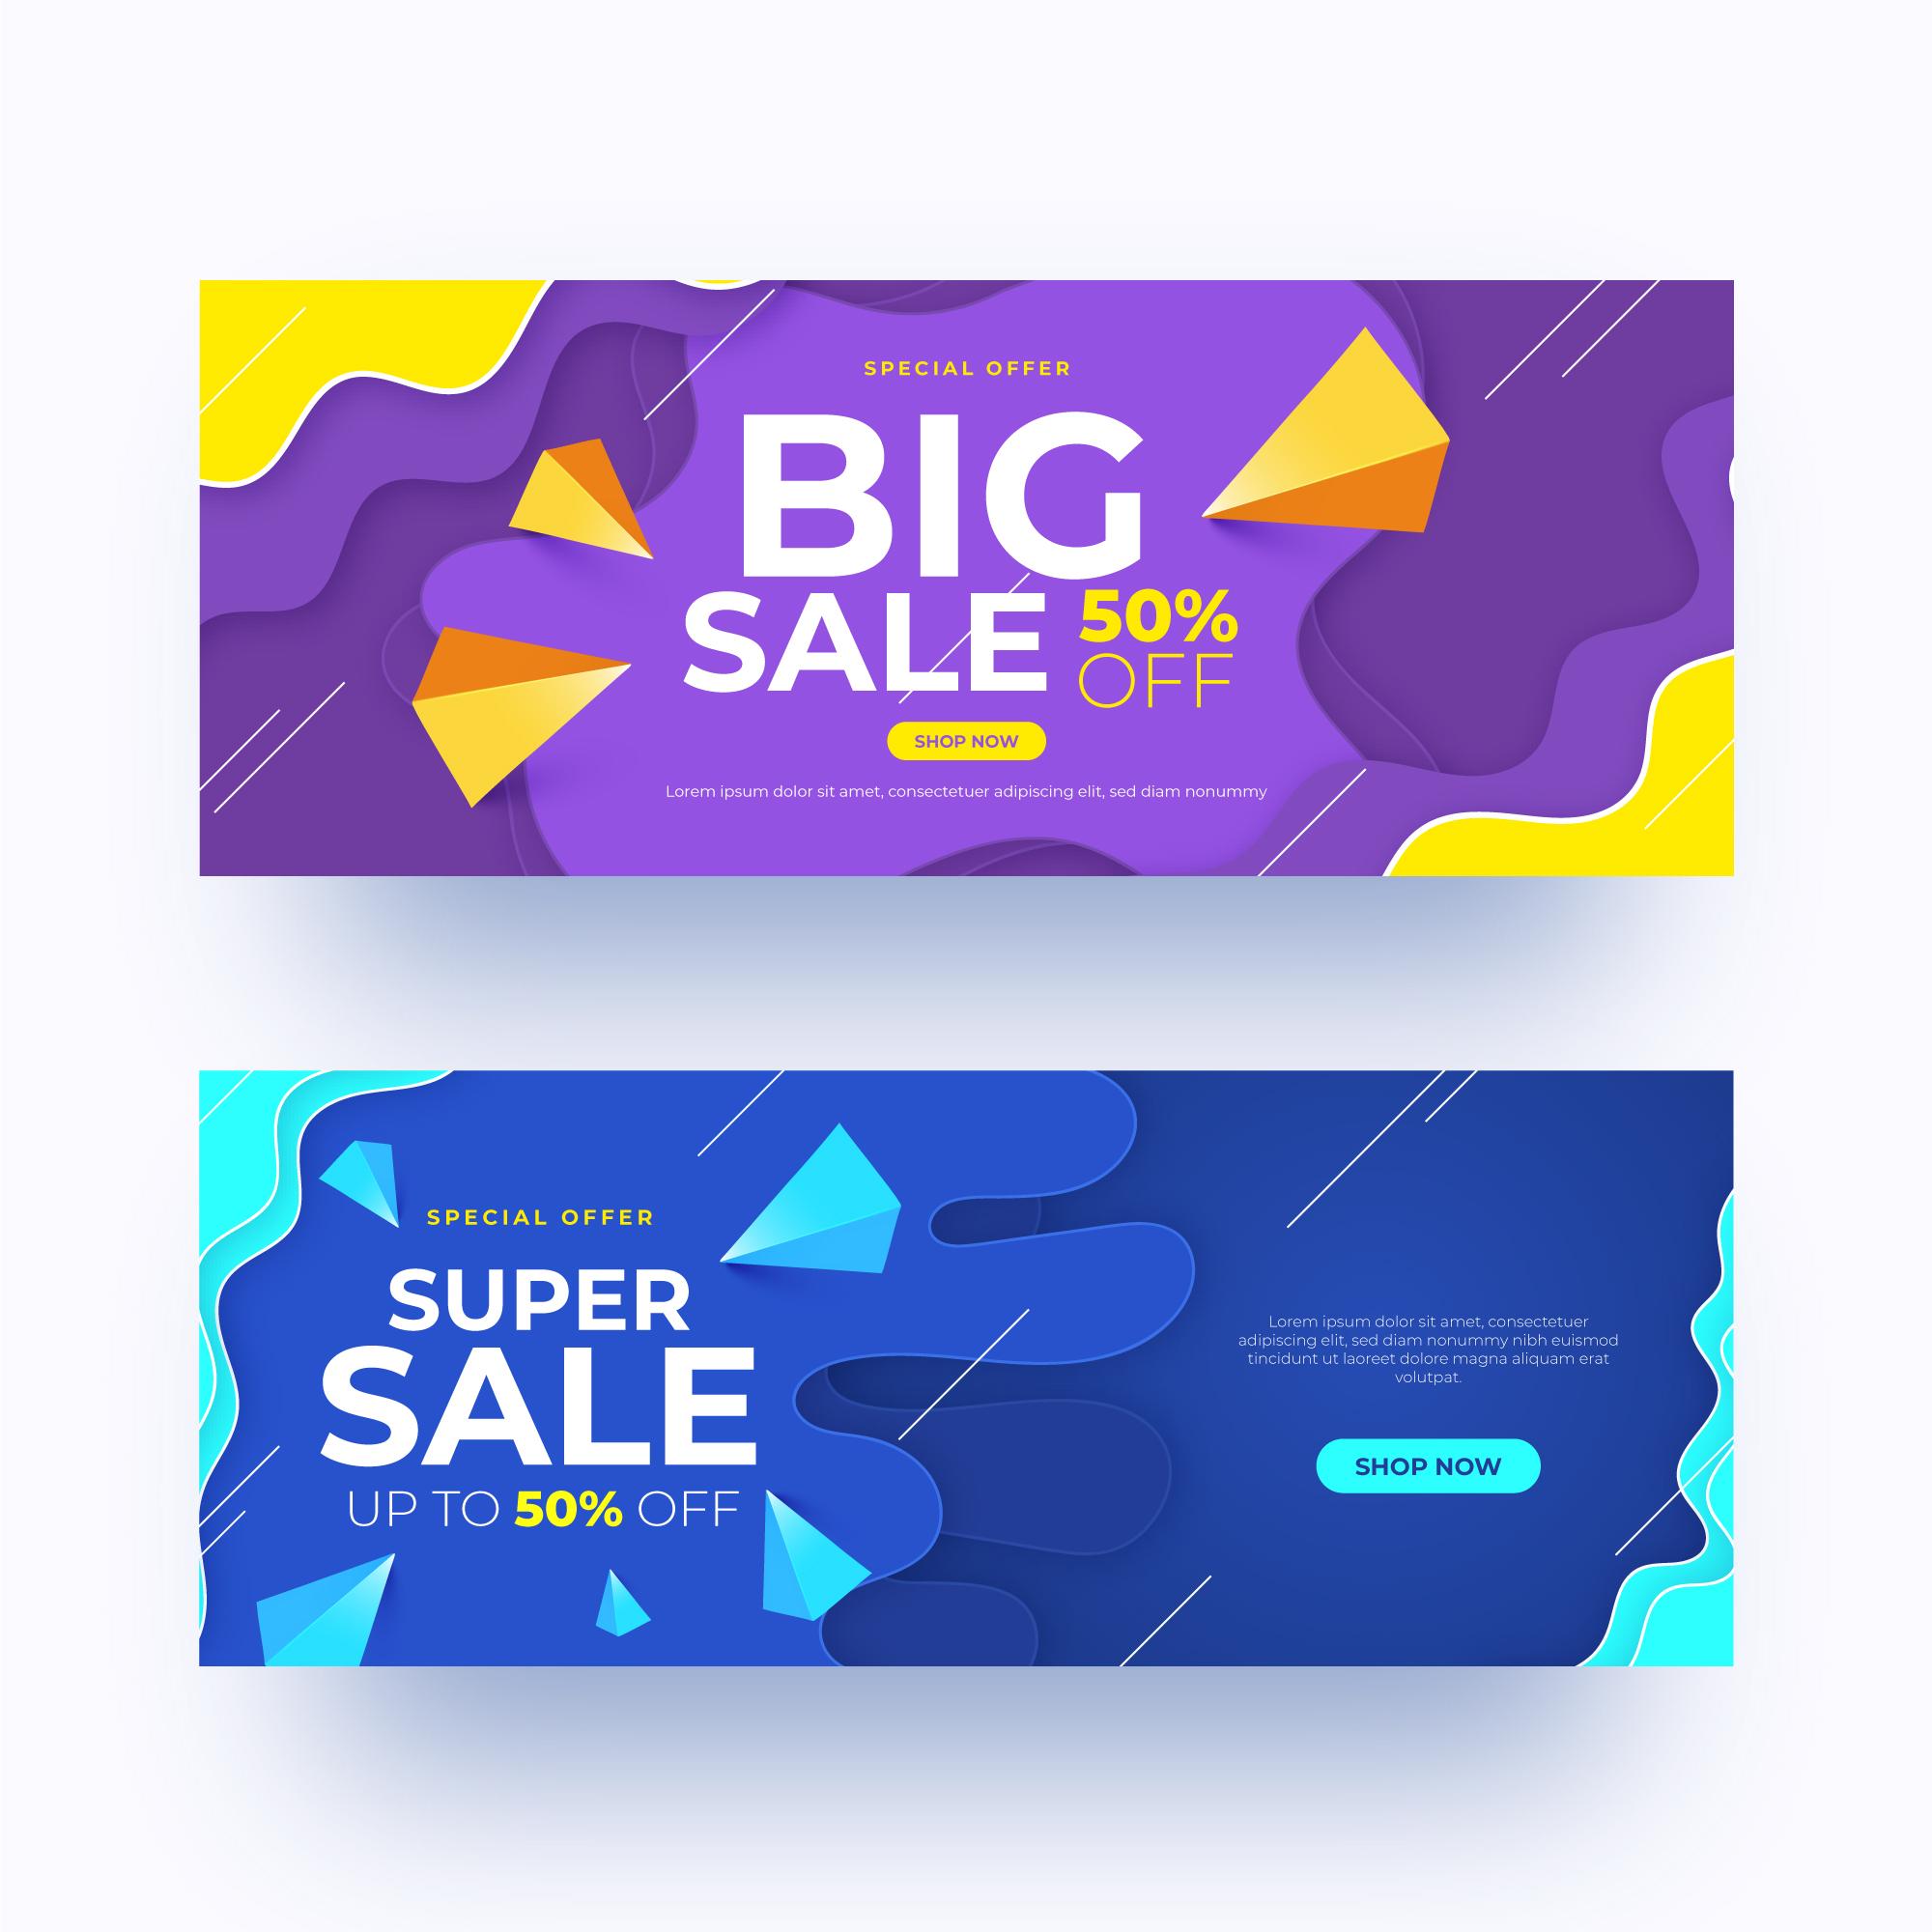 SPECIAL OFFER
BIG
SALE 50%
OFF
SHOP NOW
Lorem ipsum dolor sit amet, consectetuer adipiscing elit, sed diam nonummy
SPECIAL OFFER
SUPER
SALE
UP TO 50% OFF
Lorem ipsum dolor sit amet, consectetuer
adipiscing elit, sed diam nonummy nibh euismod
tincidunt ut laoreet dolore magna aliquam erat
volutpat.
SHOP NOW